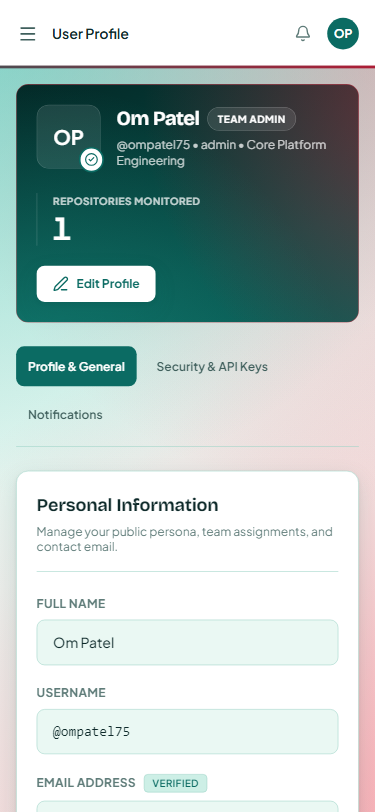 User Profile
OP
OP
Om Patel
TEAM ADMIN
@ompatel75 • admin • Core Platform
Engineering
REPOSITORIES MONITORED
1
Edit Profile
Profile & General
Security & API Keys
Notifications
Personal Information
Manage your public persona, team assignments, and
contact email.
FULL NAME
Om Patel
USERNAME
@ompatel75
EMAIL ADDRESS
VERIFIED